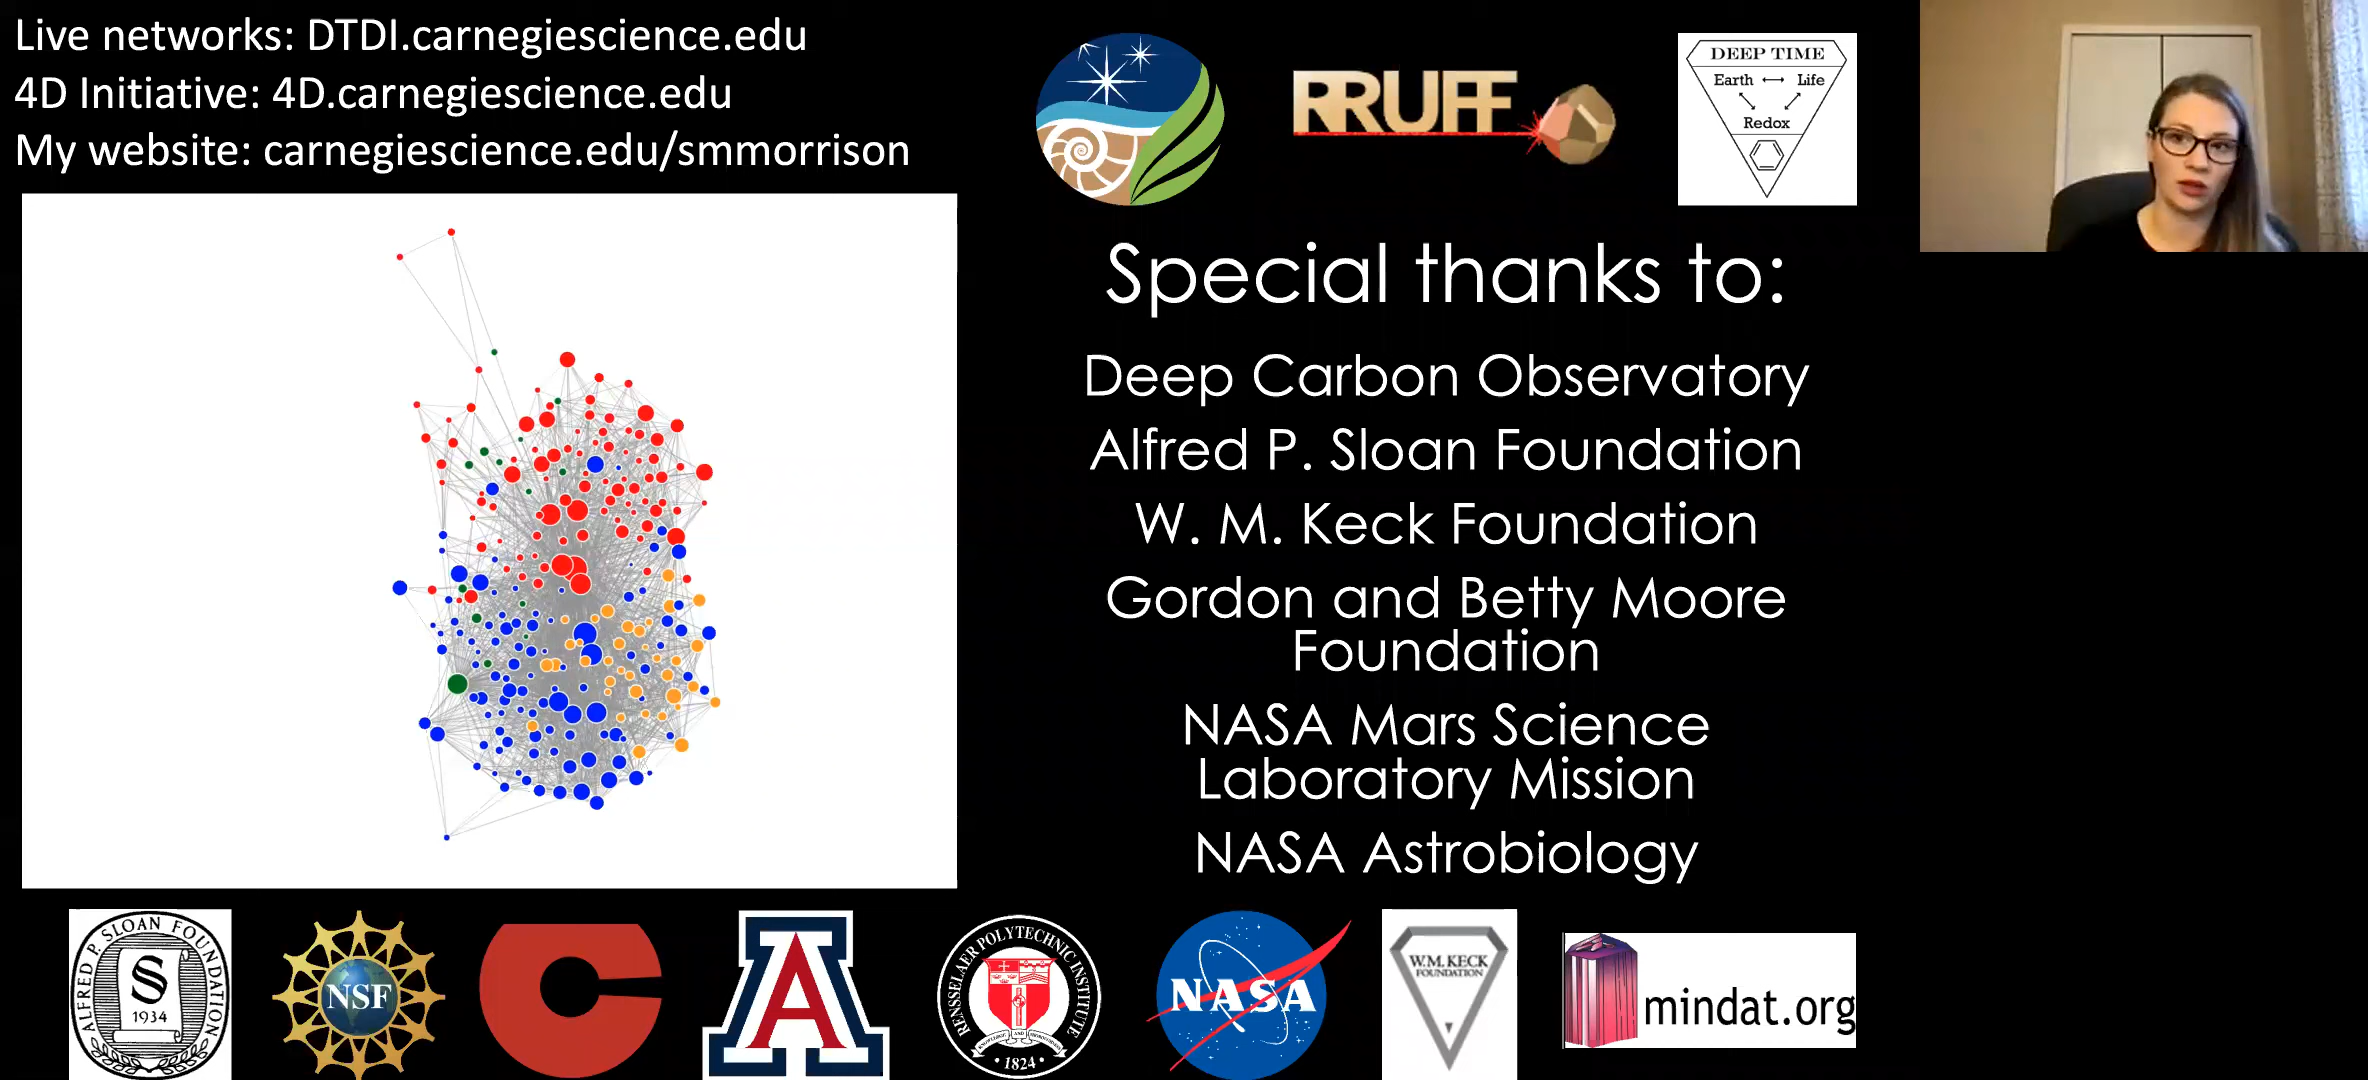 Live networks: DTDI.carnegiescience.edu
4D Initiative: 4D.carnegiescience.edu
My website: carnegiescience.edu/smmorrison
RRUFF
DEEP TIME
Earth ↔ Life
Redox
Special thanks to:
Deep Carbon Observatory
Alfred P. Sloan Foundation
W. M. Keck Foundation
Gordon and Betty Moore
Foundation
NASA Mars Science
Laboratory Mission
NASA Astrobiology
ALFRED P. SLOAN FOUNDATION
S
1934
NSF
C
A
RENSSELAER POLYTECHNIC INSTITUTE
1824
NASA
W.M. KECK
FOUNDATION
mindat.org